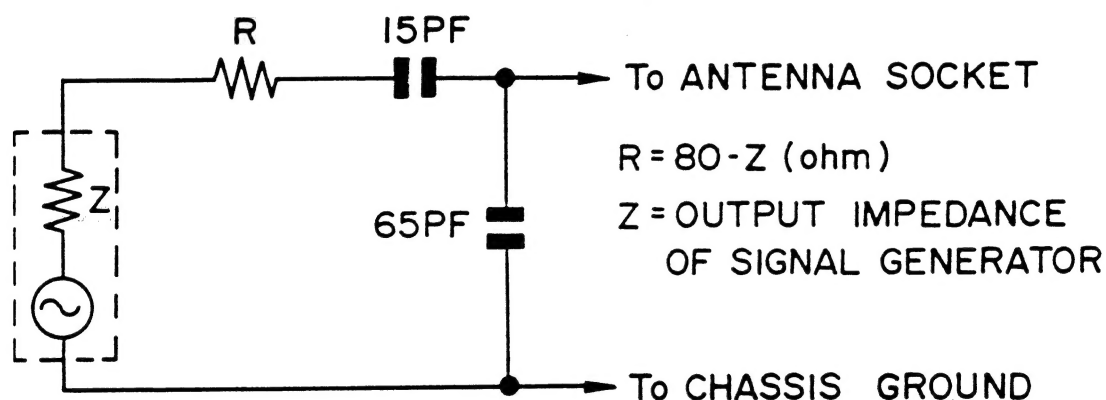 R
15PF
To ANTENNA SOCKET
R=80-Z (ohm)
Z
65PF
Z=OUTPUT IMPEDANCE
OF SIGNAL GENERATOR
To CHASSIS GROUND